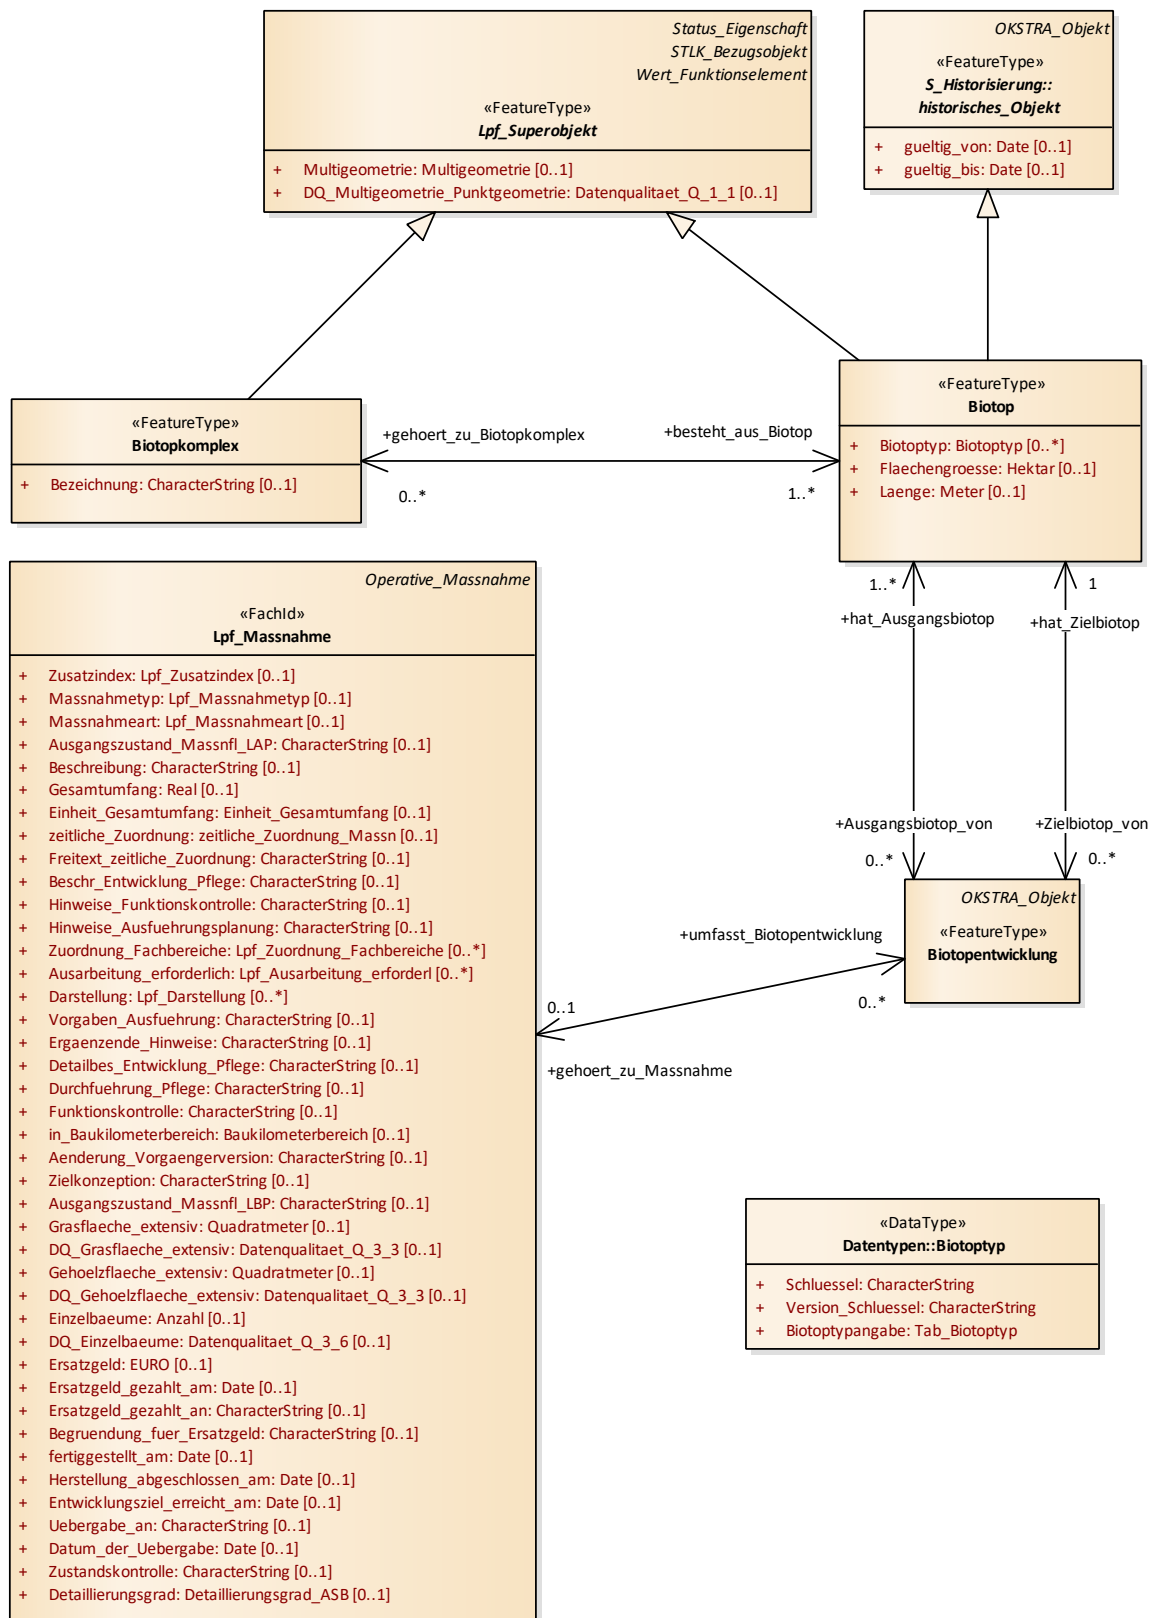 Status_Eigenschaft
STLK_Bezugsobjekt
Wert_Funktionselement
«FeatureType»
Lpf_Superobjekt
+ Multigeometrie: Multigeometrie [0..1]
+ DQ_Multigeometrie_Punktgeometrie: Datenqualitaet_Q_1_1 [0..1]
OKSTRA_Objekt
«FeatureType»
S_Historisierung::
historisches_Objekt
+ gueltig_von: Date [0..1]
+ gueltig_bis: Date [0..1]
«FeatureType»
Biotopkomplex
+ Bezeichnung: CharacterString [0..1]
+gehoert_zu_Biotopkomplex
0..*
+besteht_aus_Biotop
1..*
«FeatureType»
Biotop
+ Biotoptyp: Biotoptyp [0..*]
+ Flaechengroesse: Hektar [0..1]
+ Laenge: Meter [0..1]
1..*
+hat_Ausgangsbiotop
1
+hat_Zielbiotop
+Ausgangsbiotop_von
0..*
+Zielbiotop_von
0..*
OKSTRA_Objekt
«FeatureType»
Biotopentwicklung
+umfasst_Biotopentwicklung
0..*
0..1
+gehoert_zu_Massnahme
Operative_Massnahme
«FachId»
Lpf_Massnahme
+ Zusatzindex: Lpf_Zusatzindex [0..1]
+ Massnahmetyp: Lpf_Massnahmetyp [0..1]
+ Massnahmeart: Lpf_Massnahmeart [0..1]
+ Ausgangszustand_Massnfl_LAP: CharacterString [0..1]
+ Beschreibung: CharacterString [0..1]
+ Gesamtumfang: Real [0..1]
+ Einheit_Gesamtumfang: Einheit_Gesamtumfang [0..1]
+ zeitliche_Zuordnung: zeitliche_Zuordnung_Massn [0..1]
+ Freitext_zeitliche_Zuordnung: CharacterString [0..1]
+ Beschr_Entwicklung_Pflege: CharacterString [0..1]
+ Hinweise_Funktionskontrolle: CharacterString [0..1]
+ Hinweise_Ausfuehrungsplanung: CharacterString [0..1]
+ Zuordnung_Fachbereiche: Lpf_Zuordnung_Fachbereiche [0..*]
+ Ausarbeitung_erforderlich: Lpf_Ausarbeitung_erforderl [0..*]
+ Darstellung: Lpf_Darstellung [0..*]
+ Vorgaben_Ausfuehrung: CharacterString [0..1]
+ Ergaenzende_Hinweise: CharacterString [0..1]
+ Detailbes_Entwicklung_Pflege: CharacterString [0..1]
+ Durchfuehrung_Pflege: CharacterString [0..1]
+ Funktionskontrolle: CharacterString [0..1]
+ in_Baukilometerbereich: Baukilometerbereich [0..1]
+ Aenderung_Vorgaengerversion: CharacterString [0..1]
+ Zielkonzeption: CharacterString [0..1]
+ Ausgangszustand_Massnfl_LBP: CharacterString [0..1]
+ Grasflaeche_extensiv: Quadratmeter [0..1]
+ DQ_Grasflaeche_extensiv: Datenqualitaet_Q_3_3 [0..1]
+ Gehoelzflaeche_extensiv: Quadratmeter [0..1]
+ DQ_Gehoelzflaeche_extensiv: Datenqualitaet_Q_3_3 [0..1]
+ Einzelbaeume: Anzahl [0..1]
+ DQ_Einzelbaeume: Datenqualitaet_Q_3_6 [0..1]
+ Ersatzgeld: EURO [0..1]
+ Ersatzgeld_gezahlt_am: Date [0..1]
+ Ersatzgeld_gezahlt_an: CharacterString [0..1]
+ Begruendung_fuer_Ersatzgeld: CharacterString [0..1]
+ fertiggestellt_am: Date [0..1]
+ Herstellung_abgeschlossen_am: Date [0..1]
+ Entwicklungsziel_erreicht_am: Date [0..1]
+ Uebergabe_an: CharacterString [0..1]
+ Datum_der_Uebergabe: Date [0..1]
+ Zustandskontrolle: CharacterString [0..1]
+ Detaillierungsgrad: Detaillierungsgrad_ASB [0..1]
«DataType»
Datentypen::Biotoptyp
+ Schluessel: CharacterString
+ Version_Schluessel: CharacterString
+ Biotoptypangabe: Tab_Biotoptyp